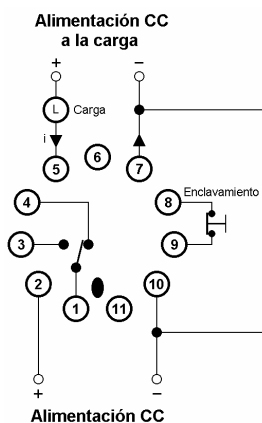 Alimentación CC
a la carga
+ −
L Carga
i
5 6 7
4 8 Enclavamiento
3 9
2 10
1 11
+ −
Alimentación CC